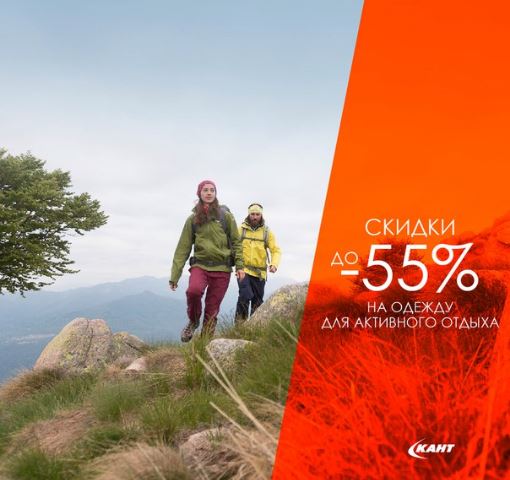 СКИДКИ
ДО -55%
НА ОДЕЖДУ
ДЛЯ АКТИВНОГО ОТДЫХА
КАНТ